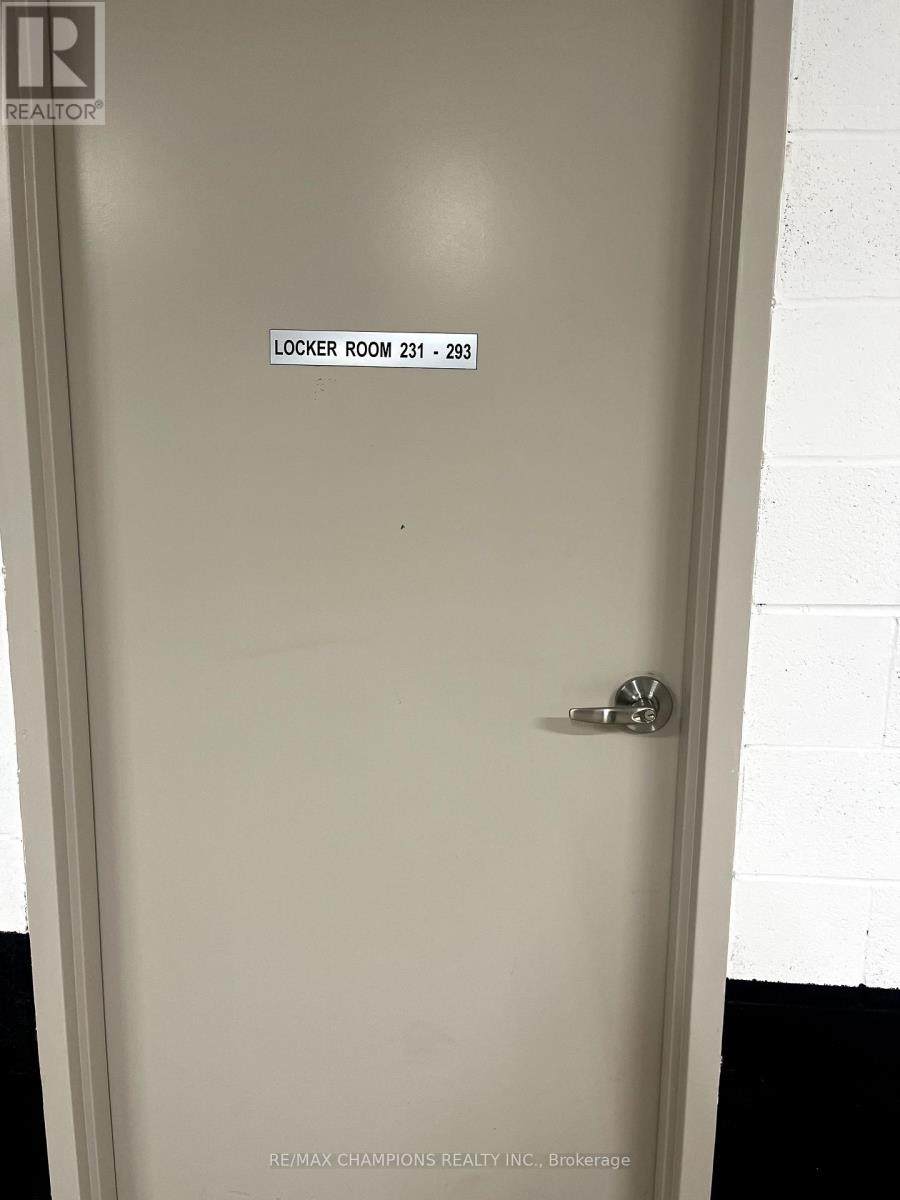 R
REALTOR®
LOCKER ROOM 231 - 293
RE/MAX CHAMPIONS REALTY INC., Brokerage